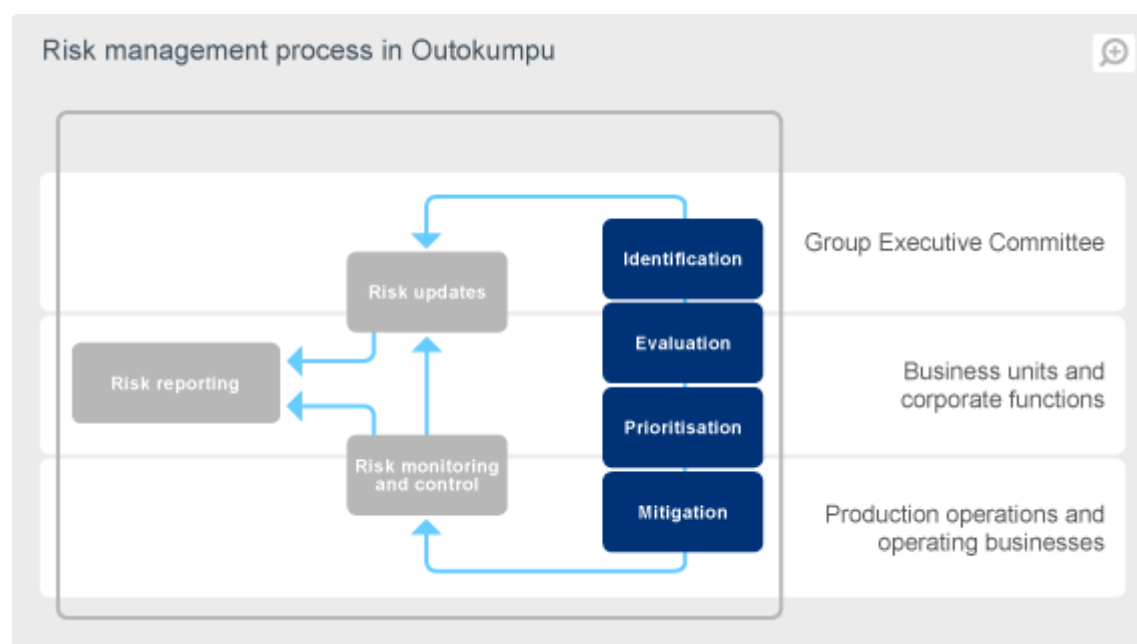 Risk management process in Outokumpu
Identification
Group Executive Committee
Risk updates
Evaluation
Risk reporting
Business units and
corporate functions
Prioritisation
Risk monitoring
and control
Mitigation
Production operations and
operating businesses